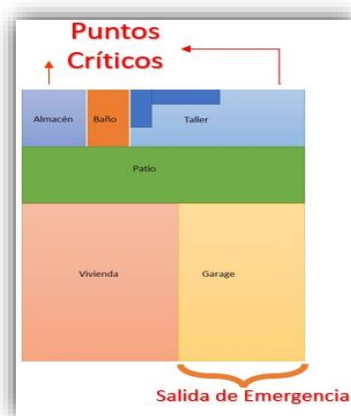 Puntos
Críticos
Almacén Baño Taller
Patio
Vivienda Garage
Salida de Emergencia